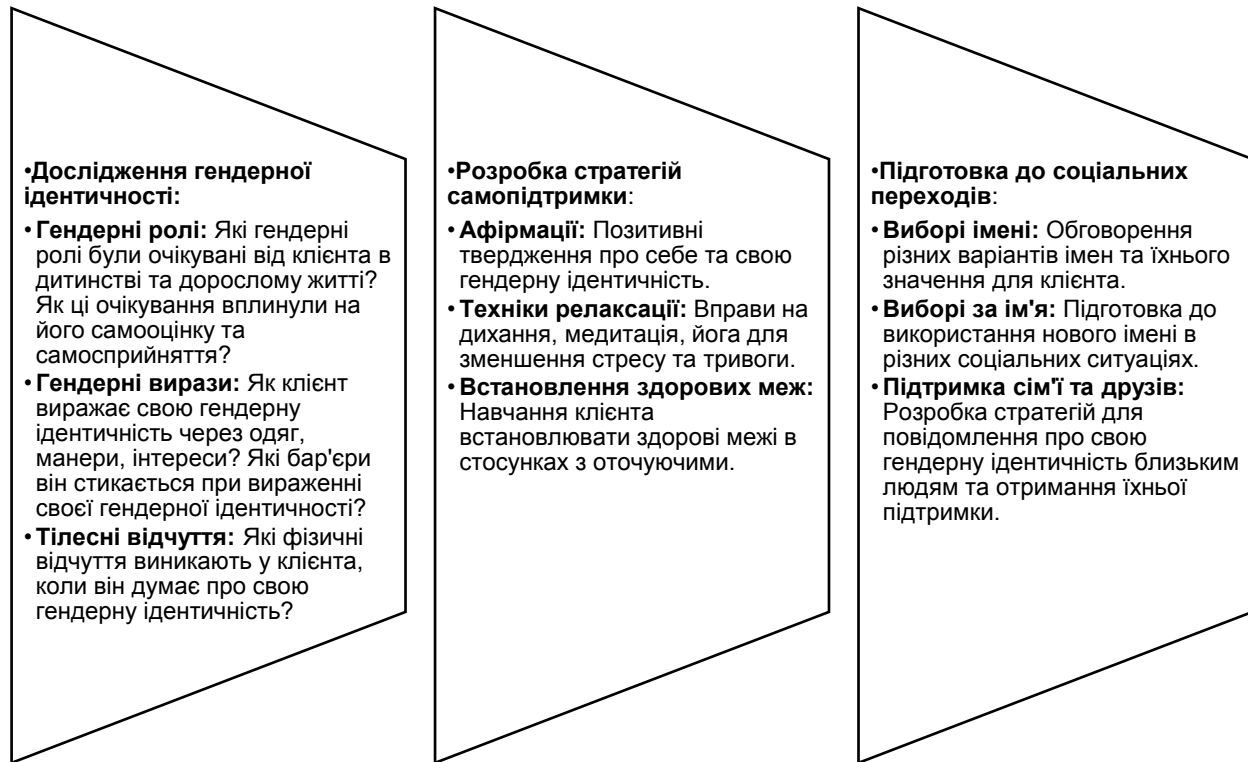 •Дослідження гендерної
ідентичності:
• Гендерні ролі: Які гендерні
ролі були очікувані від клієнта в
дитинстві та дорослому житті?
Як ці очікування вплинули на
його самооцінку та
самосприйняття?
• Гендерні вирази: Як клієнт
виражає свою гендерну
ідентичність через одяг,
манери, інтереси? Які бар'єри
він стикається при вираженні
своєї гендерної ідентичності?
• Тілесні відчуття: Які фізичні
відчуття виникають у клієнта,
коли він думає про свою
гендерну ідентичність?
•Розробка стратегій
самопідтримки:
• Афірмації: Позитивні
твердження про себе та свою
гендерну ідентичність.
• Техніки релаксації: Вправи на
дихання, медитація, йога для
зменшення стресу та тривоги.
• Встановлення здорових меж:
Навчання клієнта
встановлювати здорові межі в
стосунках з оточуючими.
•Підготовка до соціальних
переходів:
• Виборі імені: Обговорення
різних варіантів імен та їхнього
значення для клієнта.
• Виборі за ім'я: Підготовка до
використання нового імені в
різних соціальних ситуаціях.
• Підтримка сім'ї та друзів:
Розробка стратегій для
повідомлення про свою
гендерну ідентичність близьким
людям та отримання їхньої
підтримки.